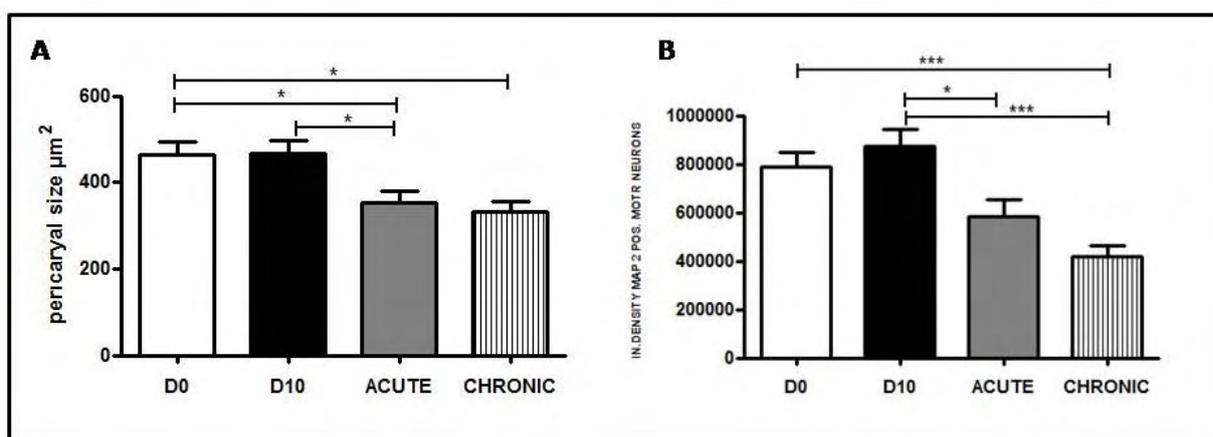 A
*
*
*
pericaryal size µm²
600
400
200
0
D0 D10 ACUTE CHRONIC
B
***
*
***
IN.DENSITY MAP 2 POS. MOTR NEURONS
1000000
800000
600000
400000
200000
0
D0 D10 ACUTE CHRONIC